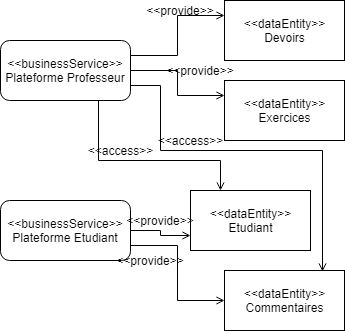 <<provide>>
<<dataEntity>>
Devoirs
<<businessService>>
Plateforme Professeur
<<provide>>
<<dataEntity>>
Exercices
<<access>>
<<access>>
<<dataEntity>>
Etudiant
<<businessService>>
Plateforme Etudiant
<<provide>>
<<provide>>
<<dataEntity>>
Commentaires